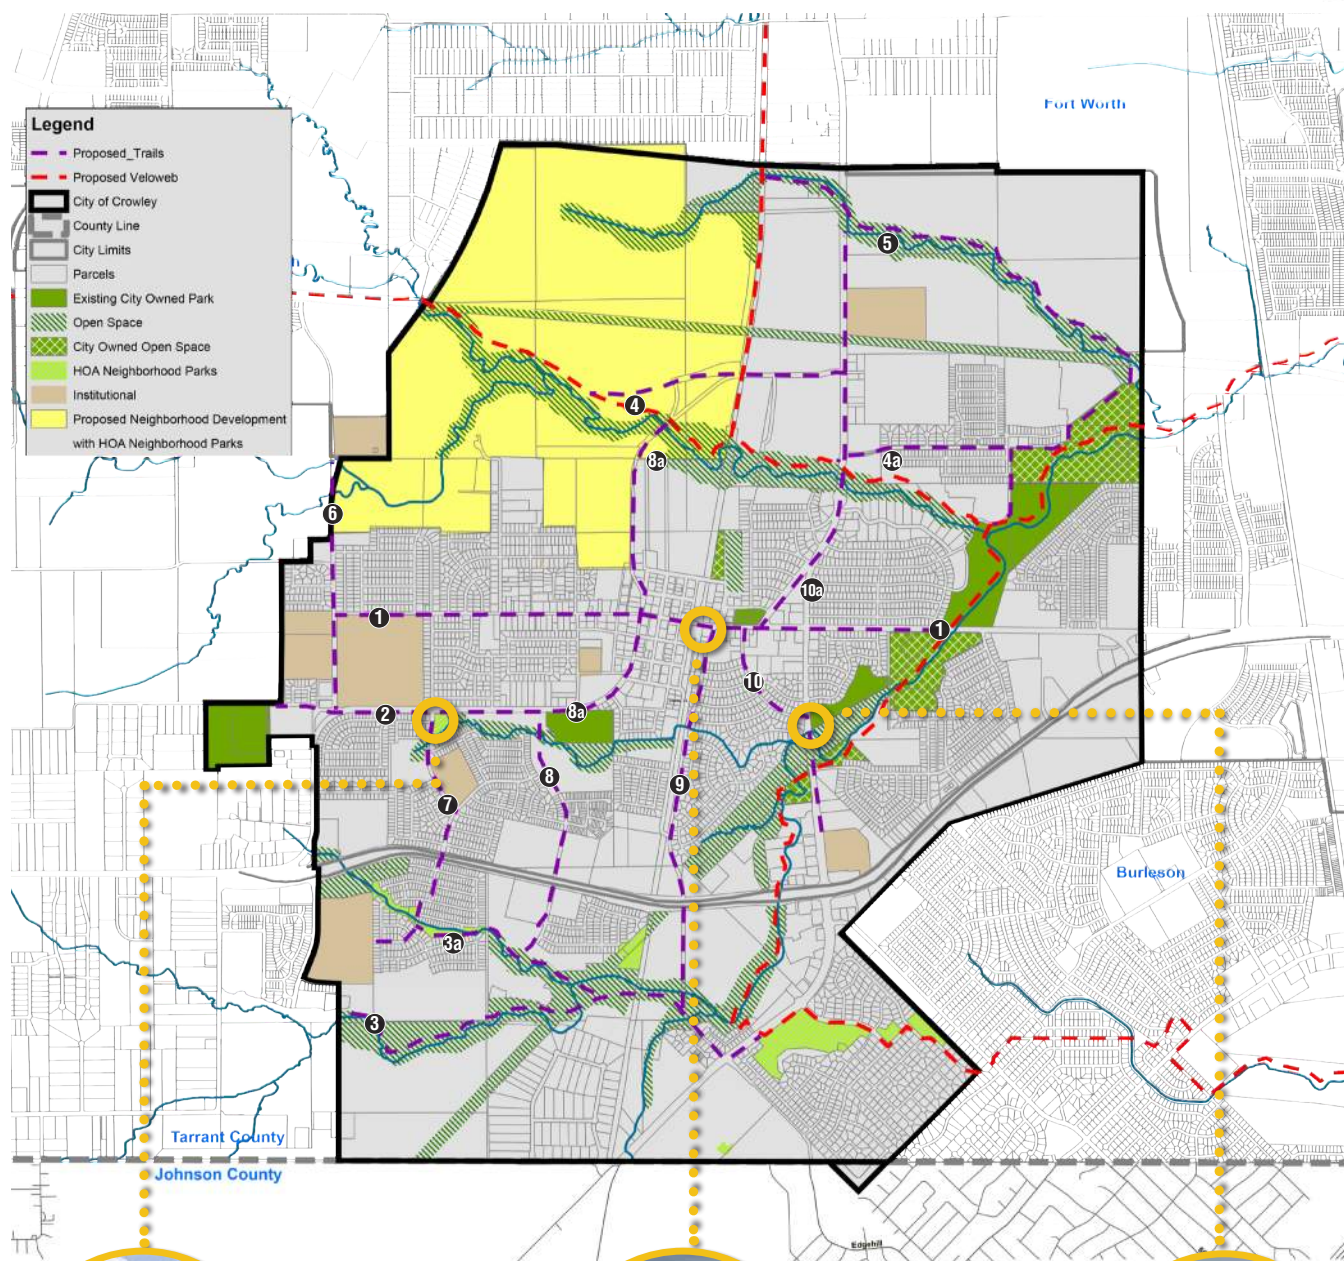 Fort Worth
Legend
Proposed_Trails
Proposed Veloweb
City of Crowley
County Line
City Limits
Parcels
Existing City Owned Park
Open Space
City Owned Open Space
HOA Neighborhood Parks
Institutional
Proposed Neighborhood Development
with HOA Neighborhood Parks
5
4
8a
4a
6
10a
1
1
10
2
8a
8
9
7
Burleson
3a
3
Tarrant County
Johnson County
Edgehill